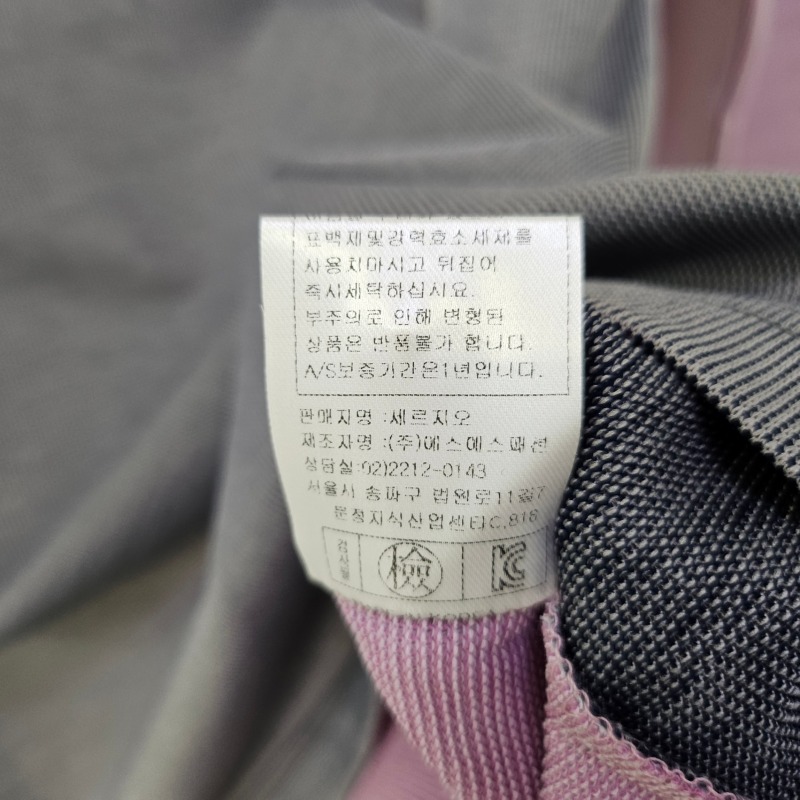 표백제및강력효소세제를
사용치마시고 뒤집어
즉시세탁하십시요.
부주의로 인해 변형된
상품은 반품불가 합니다.
A/S보증기간은1년입니다.
판매자명 :세르지오
제조자명 :(주)에스에스패션
상담실:02)2212-0143
서울시 송파구 법원로11길7
문정지식산업센터C,816
검사필
檢